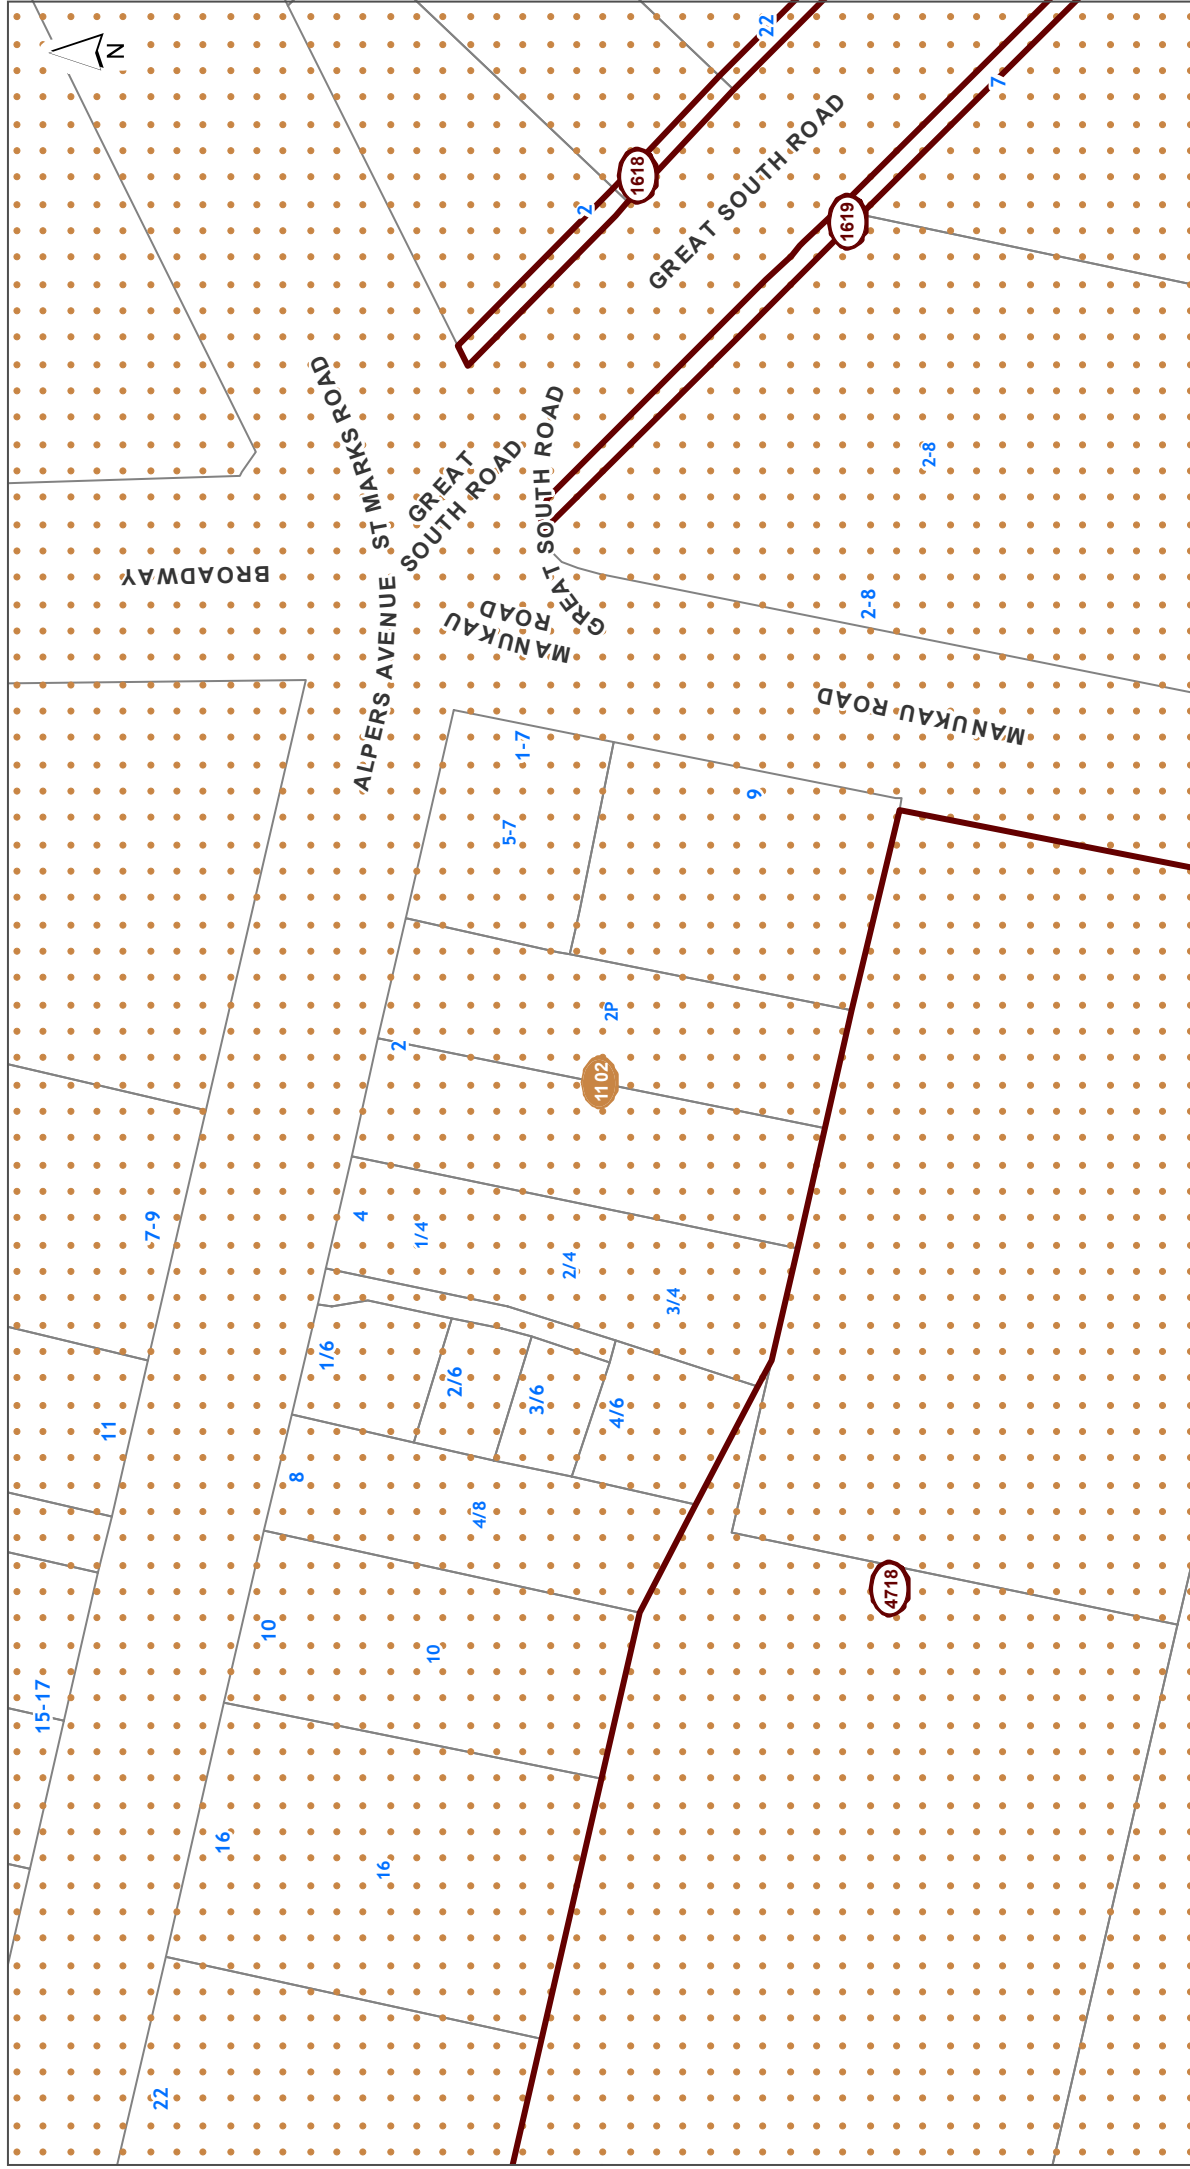 N
22
7
2
1618
1619
GREAT SOUTH ROAD
ST MARKS ROAD
GREAT
SOUTH ROAD
GREAT SOUTH ROAD
2-8
BROADWAY
2-8
MANUKAU
ROAD
ALPERS AVENUE
MANUKAU ROAD
1-7
9
5-7
2P
2
1102
7-9
4
1/4
2/4
3/4
1/6
2/6
3/6
4/6
11
8
4/8
4718
10
10
15-17
16
16
22